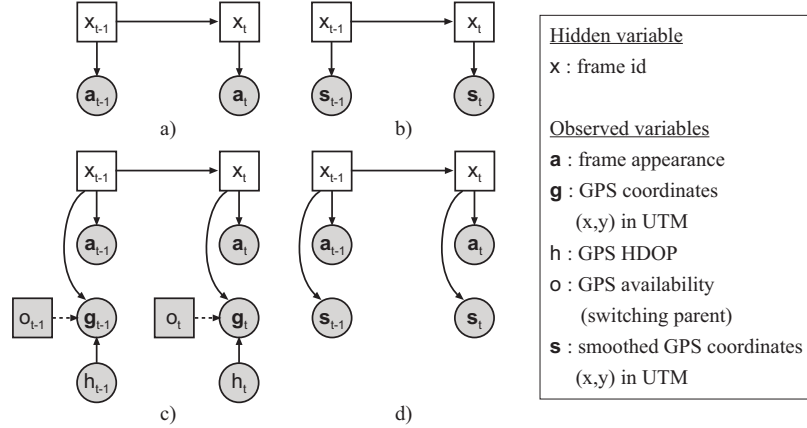 x_{t-1} x_t x_{t-1} x_t
a_{t-1} a_t s_{t-1} s_t
a) b)
x_{t-1} x_t x_{t-1} x_t
a_{t-1} a_t a_{t-1} a_t
o_{t-1} g_{t-1} o_t g_t s_{t-1} s_t
h_{t-1} h_t
c) d)
Hidden variable
x : frame id
Observed variables
a : frame appearance
g : GPS coordinates
(x,y) in UTM
h : GPS HDOP
o : GPS availability
(switching parent)
s : smoothed GPS coordinates
(x,y) in UTM